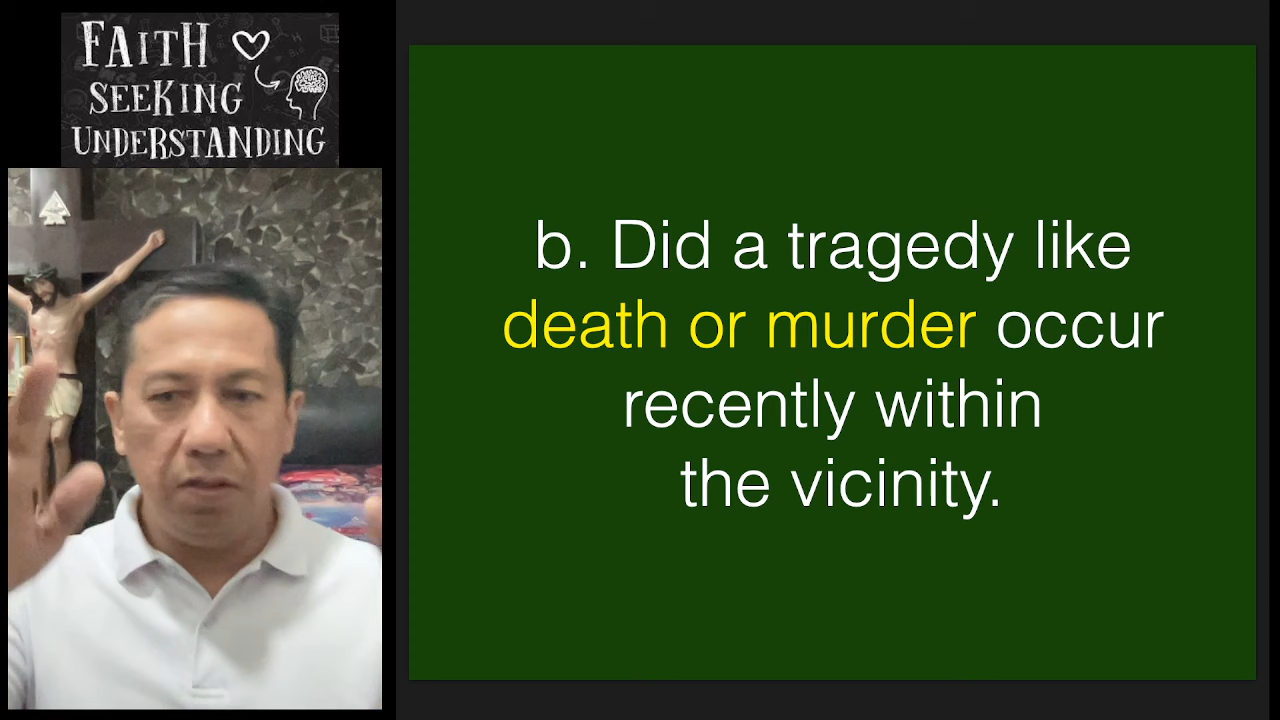 FAITH
SEEKING
UNDERSTANDING
b. Did a tragedy like
death or murder occur
recently within
the vicinity.